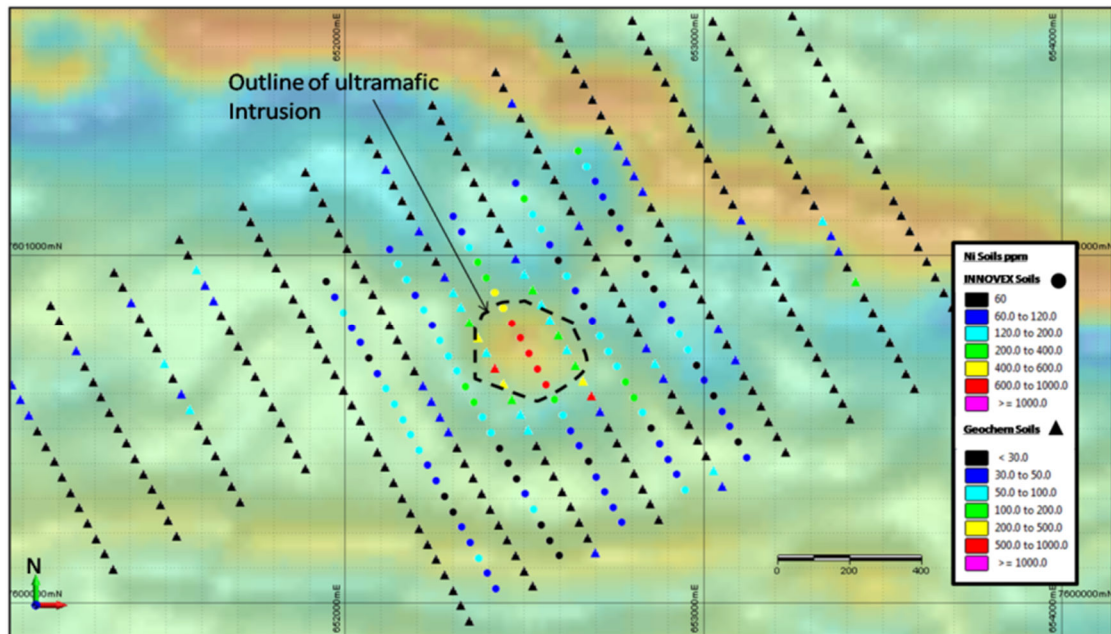 652000mE
653000mE
654000mE
Outline of ultramafic
Intrusion
7601000mN
Ni Soils ppm
INNOVEX Soils
60
60.0 to 120.0
120.0 to 200.0
200.0 to 400.0
400.0 to 600.0
600.0 to 1000.0
>= 1000.0
Geochem Soils
< 30.0
30.0 to 50.0
50.0 to 100.0
100.0 to 200.0
200.0 to 500.0
500.0 to 1000.0
>= 1000.0
N
0
200
400
7600000mN
652000mE
653000mE